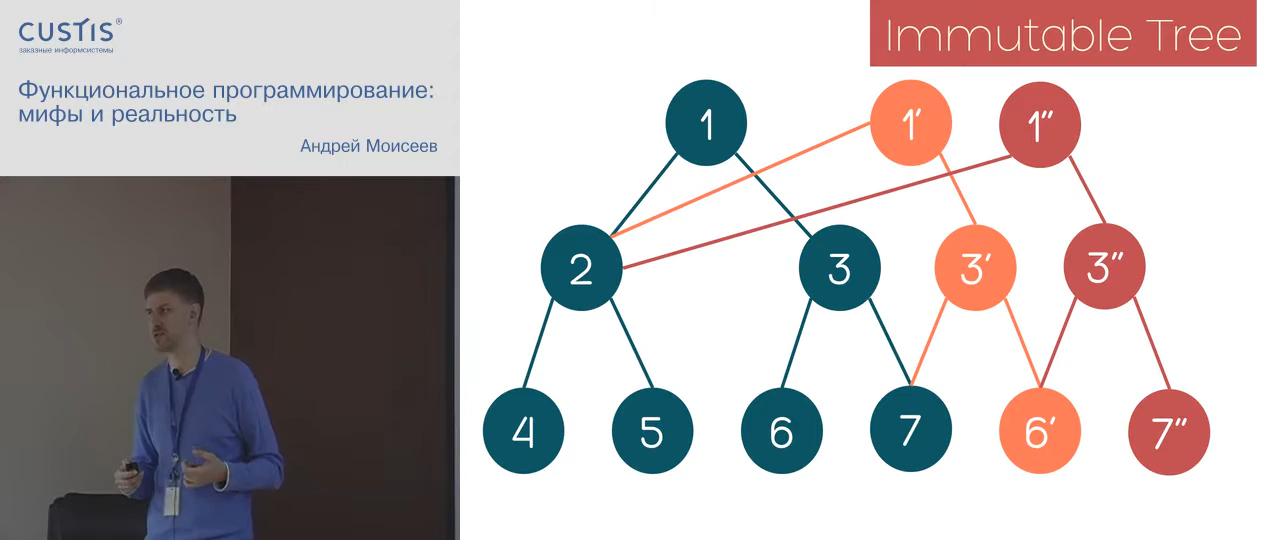 CUSTIS®
заказные информсистемы
Функциональное программирование:
мифы и реальность
Андрей Моисеев
Immutable Tree
1 1′ 1″
2 3 3′ 3″
4 5 6 7 6′ 7″